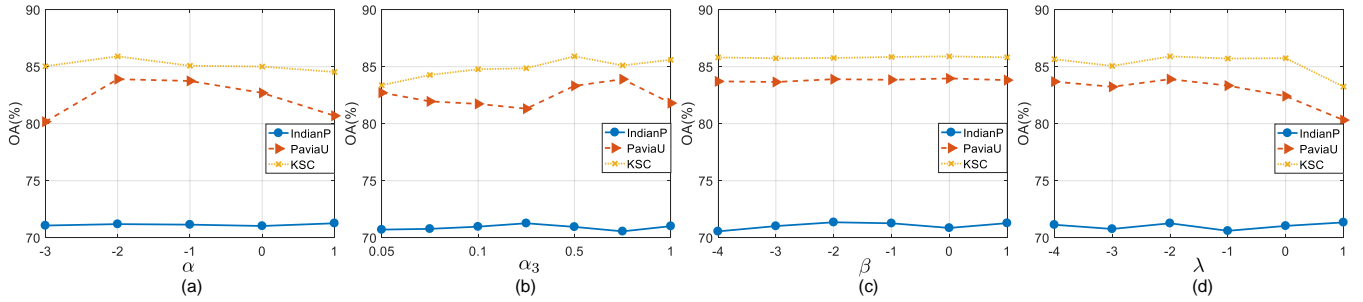 OA(%)
90
85
80
75
70
-3 -2 -1 0 1
IndianP
PaviaU
KSC
α
(a)
OA(%)
90
85
80
75
70
0.05 0.1 0.5 1
IndianP
PaviaU
KSC
α3
(b)
OA(%)
90
85
80
75
70
-4 -3 -2 -1 0 1
IndianP
PaviaU
KSC
β
(c)
OA(%)
90
85
80
75
70
-4 -3 -2 -1 0 1
IndianP
PaviaU
KSC
λ
(d)